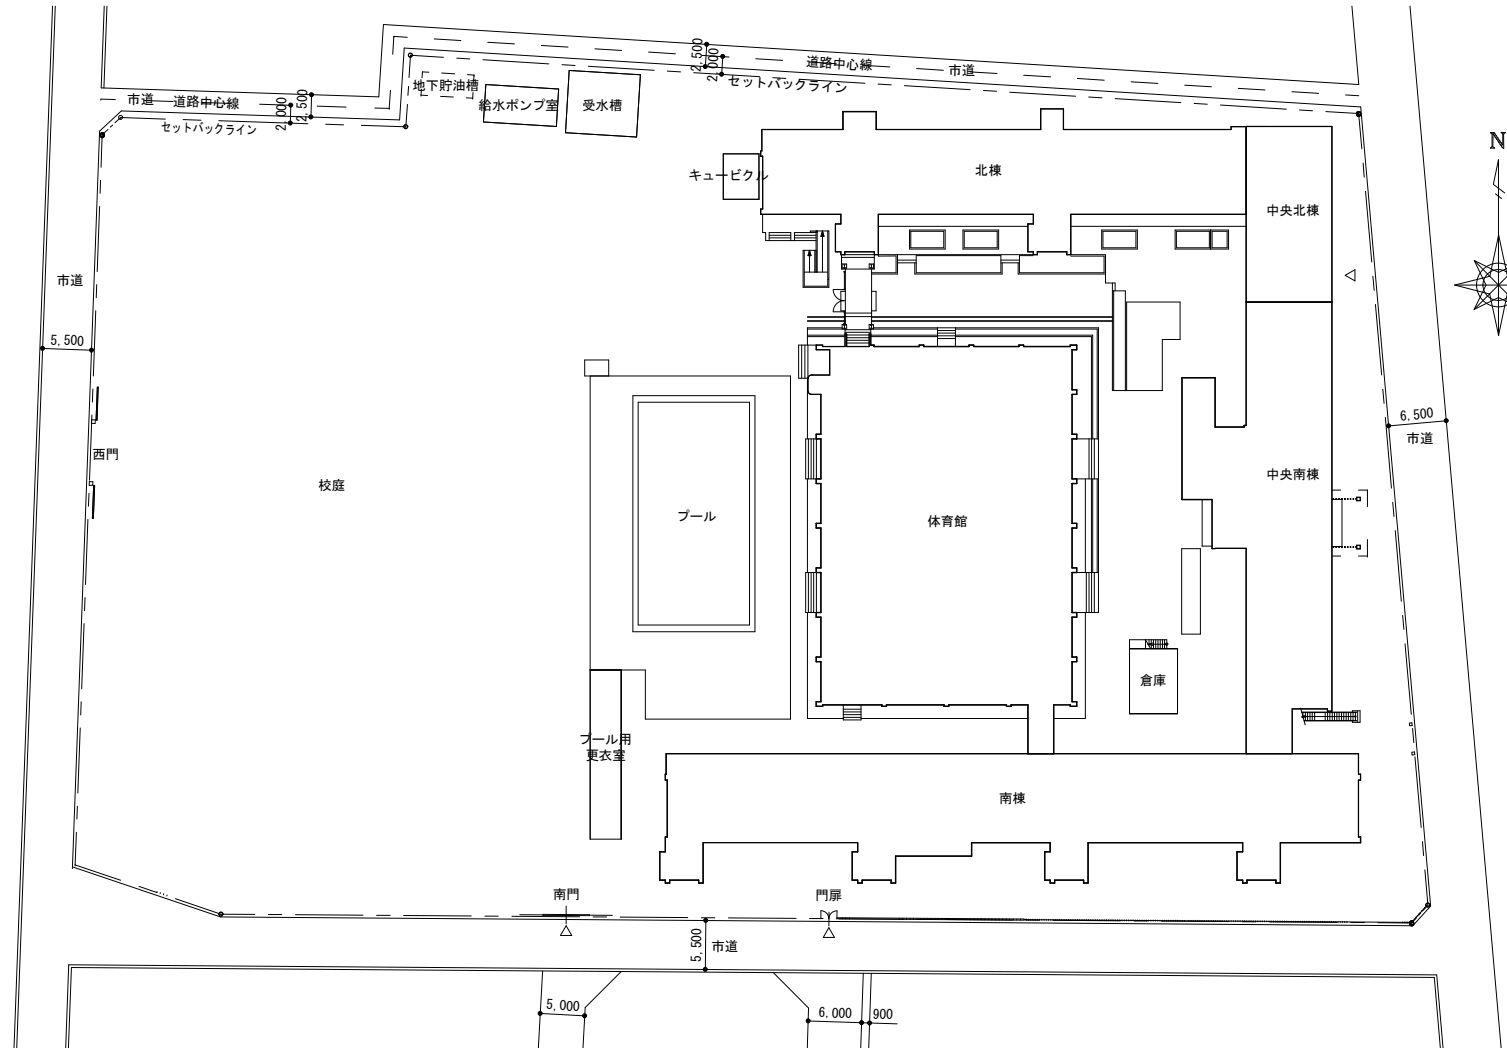 2,500
2,000
道路中心線
市道
セットバックライン
地下貯油槽
給水ポンプ室
受水槽
市道
道路中心線
2,000
2,500
セットバックライン
N
キュービクル
北棟
中央北棟
市道
5,500
6,500
市道
西門
校庭
プール
体育館
中央南棟
倉庫
プール用
更衣室
南棟
南門
門扉
5,500
市道
5,000
6,000
900